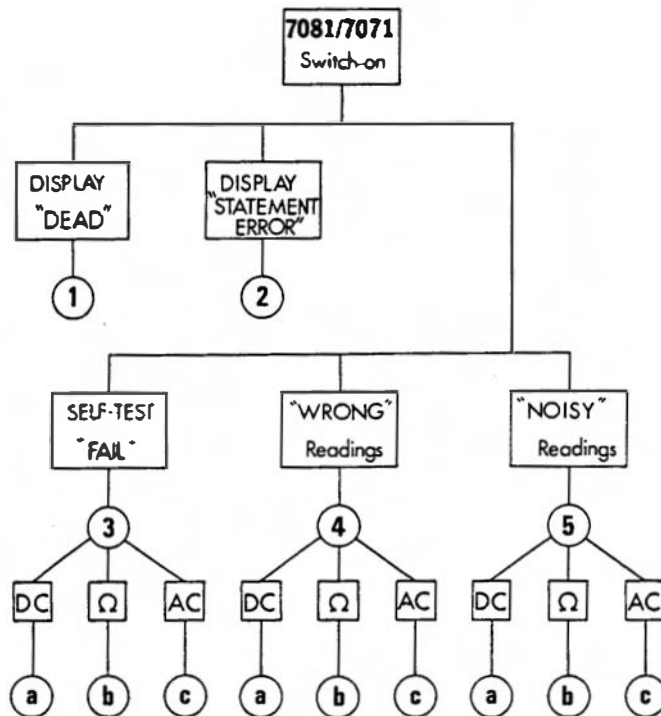 7081/7071
Switch-on
DISPLAY
"DEAD"
DISPLAY
"STATEMENT
ERROR"
1
2
SELF-TEST
"FAIL"
"WRONG"
Readings
"NOISY"
Readings
3
4
5
DC Ω AC DC Ω AC DC Ω AC
a b c a b c a b c